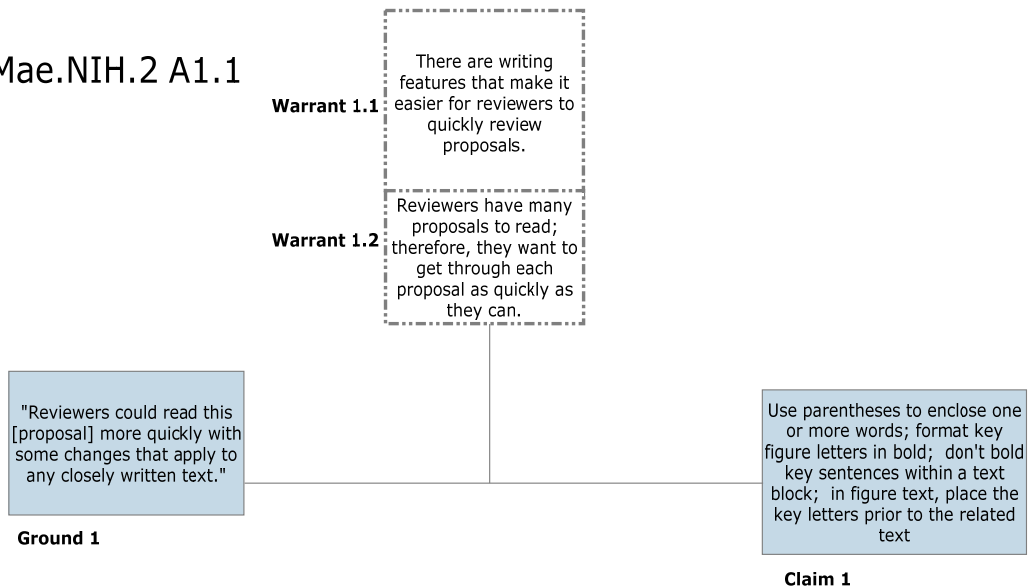 Mae.NIH.2 A1.1
There are writing
features that make it
Warrant 1.1
easier for reviewers to
quickly review
proposals.
Reviewers have many
proposals to read;
Warrant 1.2
therefore, they want to
get through each
proposal as quickly as
they can.
"Reviewers could read this
[proposal] more quickly with
some changes that apply to
any closely written text."
Ground 1
Use parentheses to enclose one
or more words; format key
figure letters in bold;  don't bold
key sentences within a text
block;  in figure text, place the
key letters prior to the related
text
Claim 1